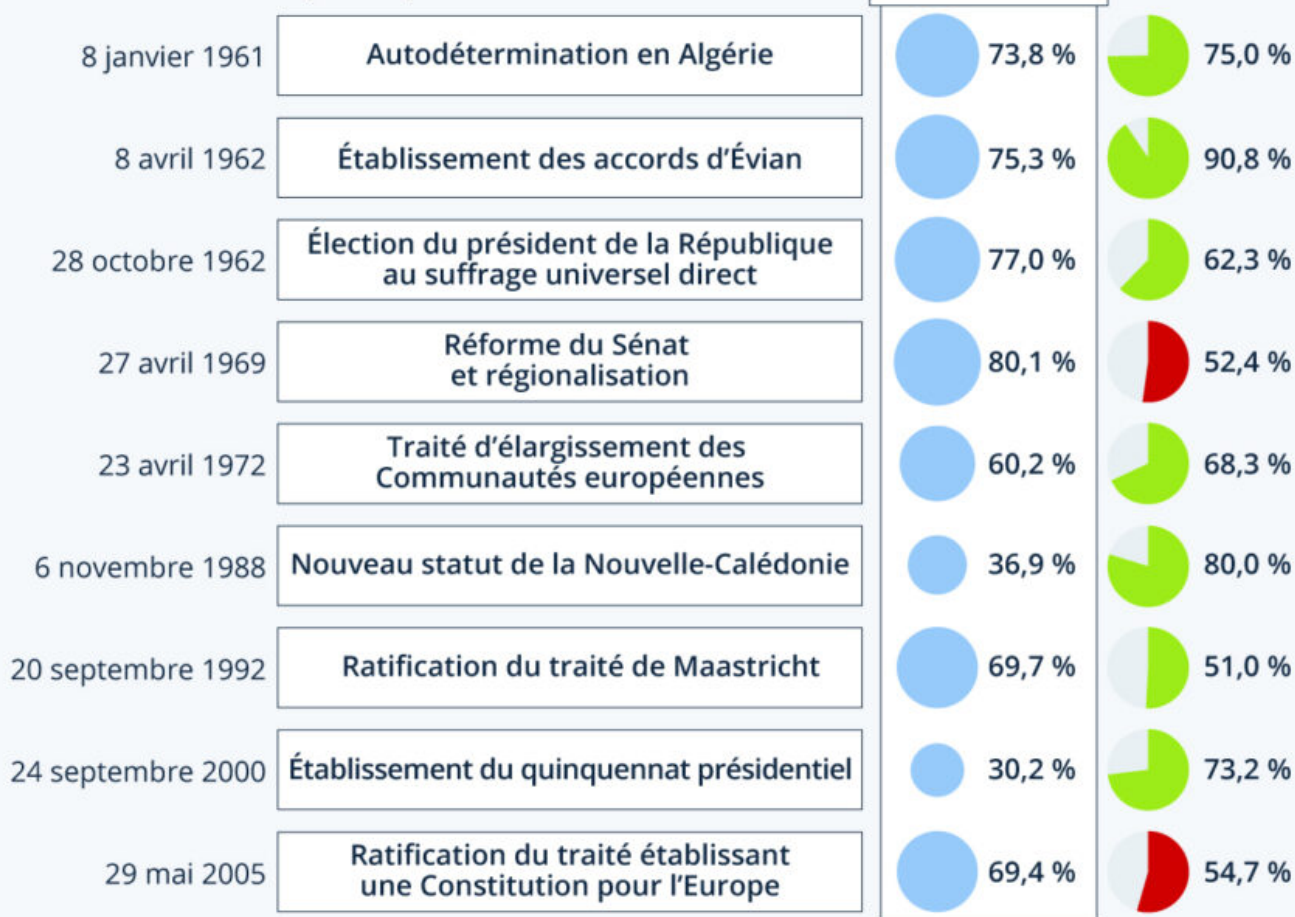 8 janvier 1961
Autodétermination en Algérie
73,8 %
75,0 %
8 avril 1962
Établissement des accords d’Évian
75,3 %
90,8 %
28 octobre 1962
Élection du président de la République
au suffrage universel direct
77,0 %
62,3 %
27 avril 1969
Réforme du Sénat
et régionalisation
80,1 %
52,4 %
23 avril 1972
Traité d’élargissement des
Communautés européennes
60,2 %
68,3 %
6 novembre 1988
Nouveau statut de la Nouvelle-Calédonie
36,9 %
80,0 %
20 septembre 1992
Ratification du traité de Maastricht
69,7 %
51,0 %
24 septembre 2000
Établissement du quinquennat présidentiel
30,2 %
73,2 %
29 mai 2005
Ratification du traité établissant
une Constitution pour l’Europe
69,4 %
54,7 %